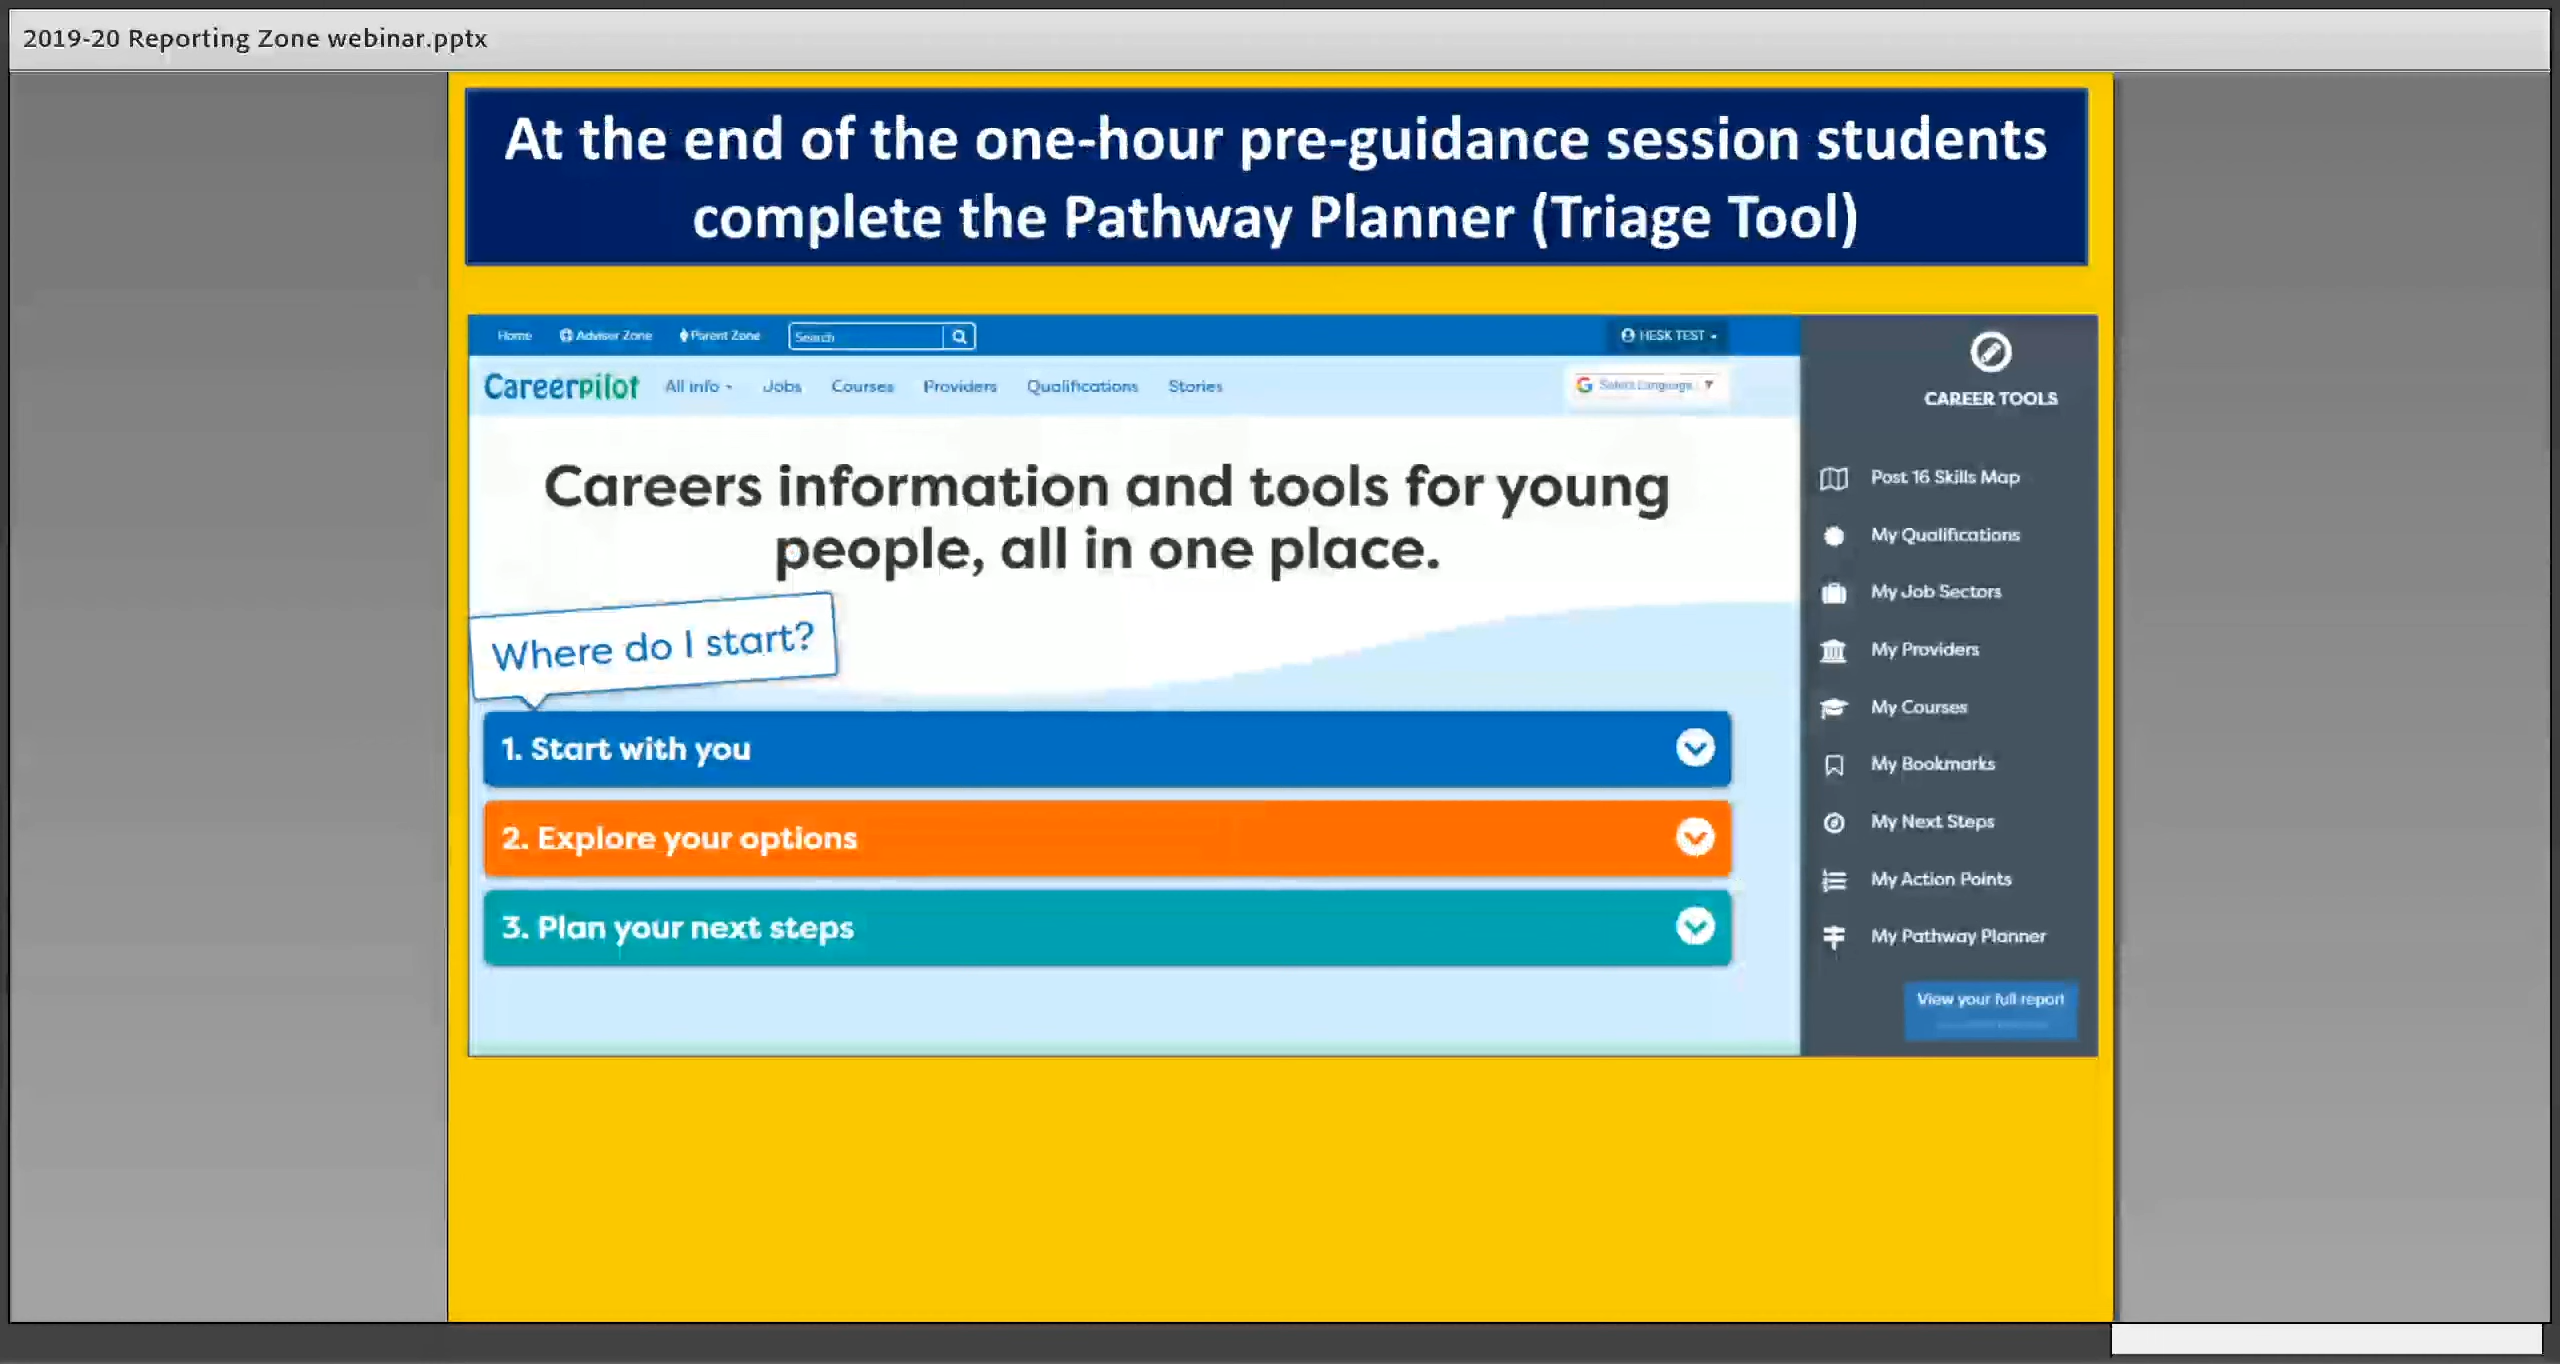 2019-20 Reporting Zone webinar.pptx
At the end of the one-hour pre-guidance session students
complete the Pathway Planner (Triage Tool)
Home Adviser Zone Parent Zone Search HESK TEST
Careerpilot All info Jobs Courses Providers Qualifications Stories Select Language
CAREER TOOLS
Careers information and tools for young
people, all in one place.
Where do I start?
1. Start with you
2. Explore your options
3. Plan your next steps
Post 16 Skills Map
My Qualifications
My Job Sectors
My Providers
My Courses
My Bookmarks
My Next Steps
My Action Points
My Pathway Planner
View your full report